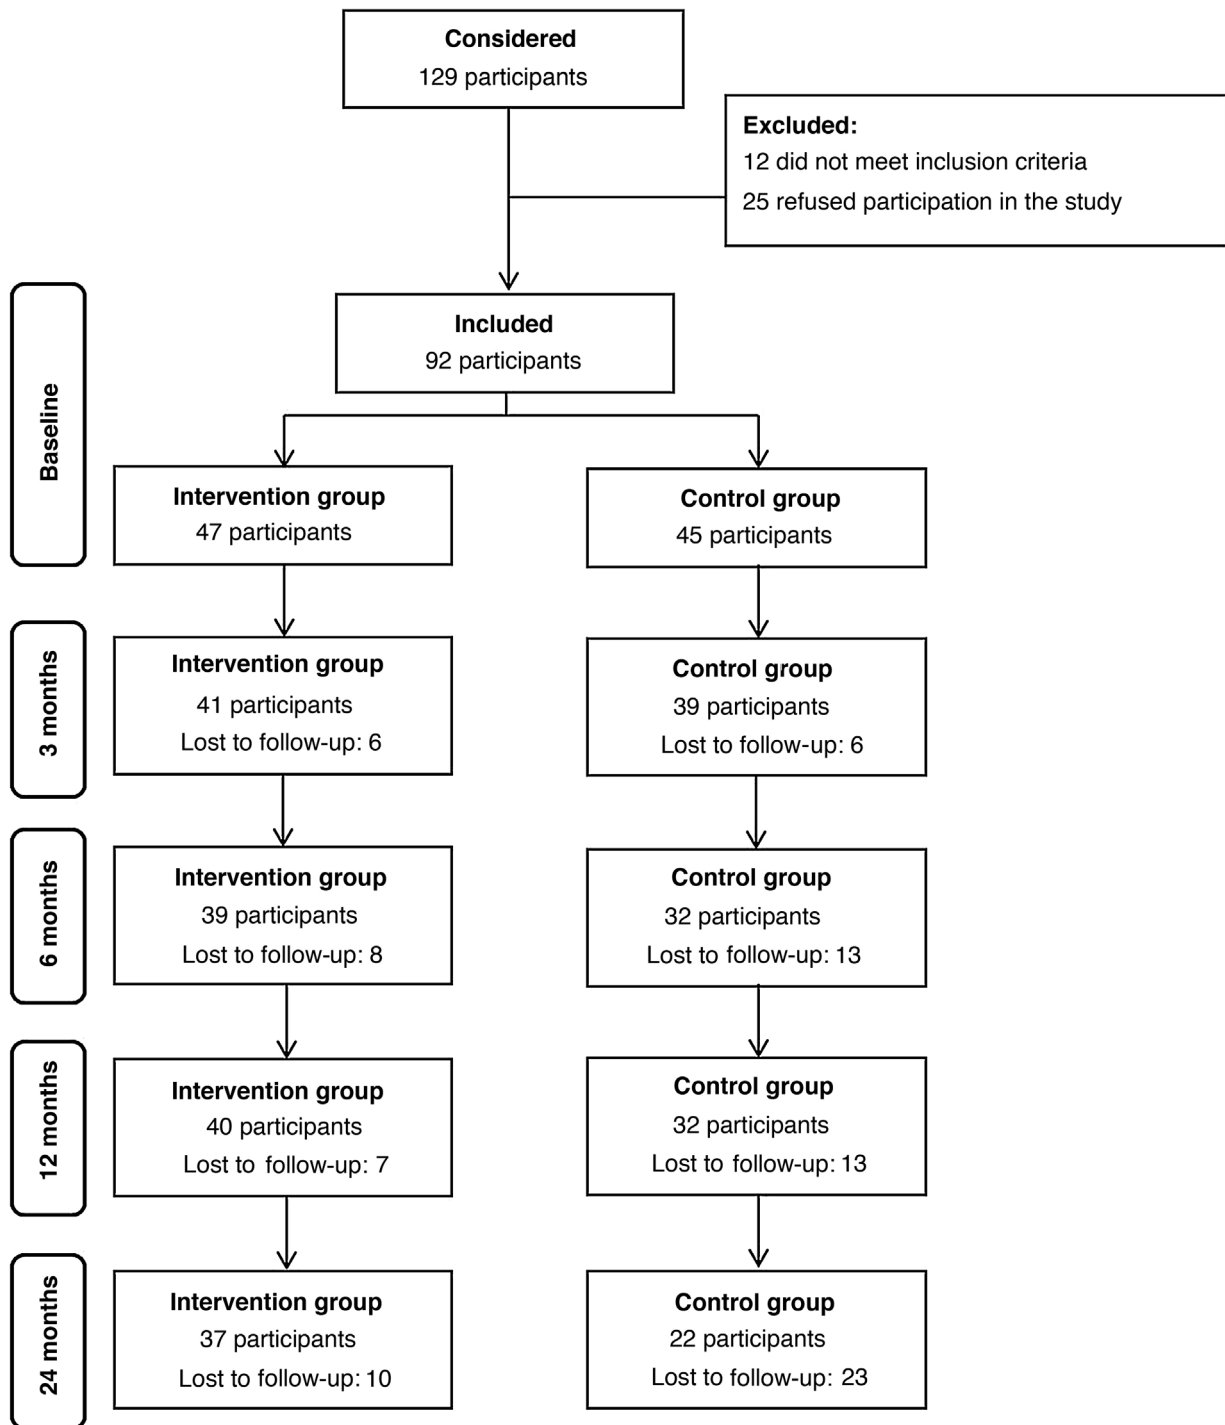 Considered
129 participants
Excluded:
12 did not meet inclusion criteria
25 refused participation in the study
Baseline
Included
92 participants
Intervention group
47 participants
Control group
45 participants
3 months
Intervention group
41 participants
Lost to follow-up: 6
Control group
39 participants
Lost to follow-up: 6
6 months
Intervention group
39 participants
Lost to follow-up: 8
Control group
32 participants
Lost to follow-up: 13
12 months
Intervention group
40 participants
Lost to follow-up: 7
Control group
32 participants
Lost to follow-up: 13
24 months
Intervention group
37 participants
Lost to follow-up: 10
Control group
22 participants
Lost to follow-up: 23